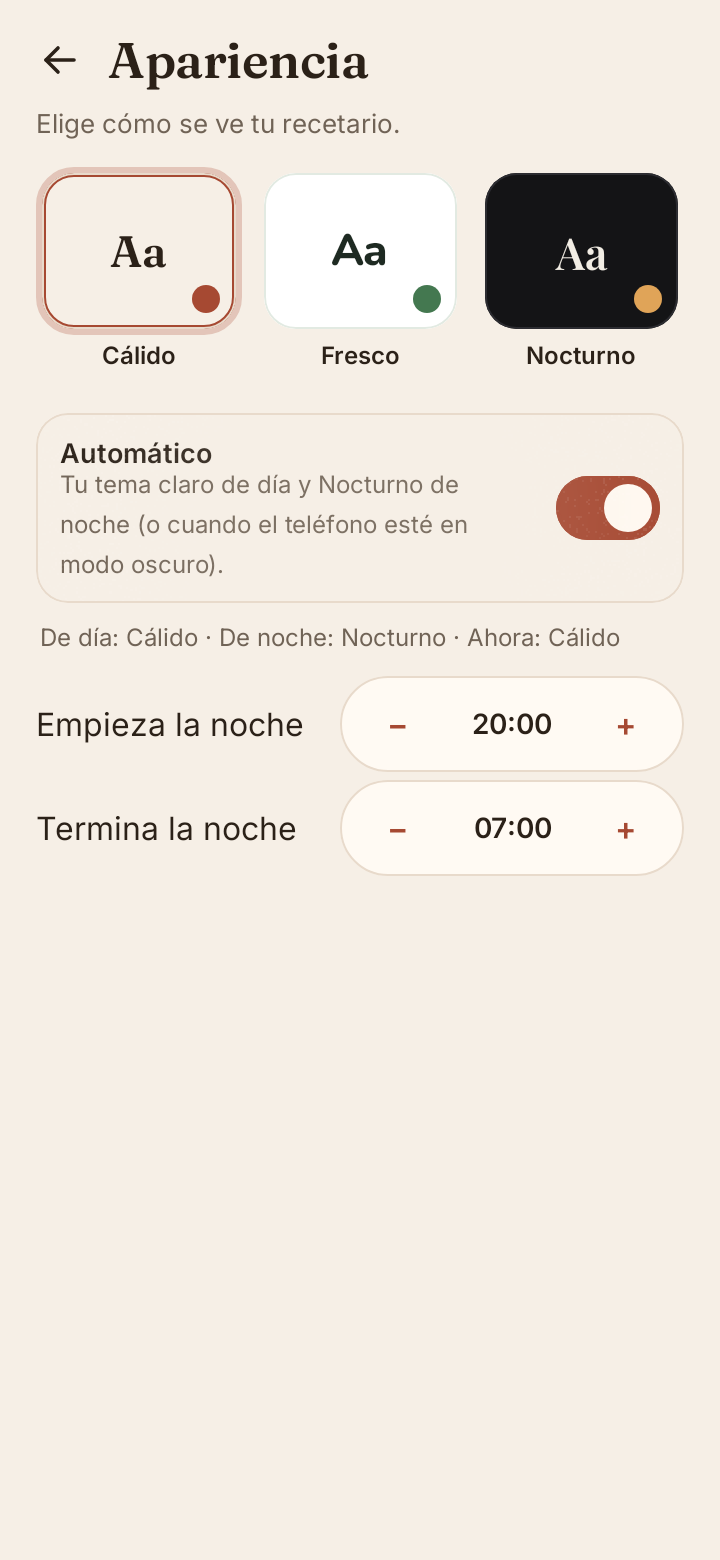 Apariencia
Elige cómo se ve tu recetario.
Aa
Aa
Aa
Cálido
Fresco
Nocturno
Automático
Tu tema claro de día y Nocturno de
noche (o cuando el teléfono esté en
modo oscuro).
De día: Cálido · De noche: Nocturno · Ahora: Cálido
Empieza la noche
– 20:00 +
Termina la noche
– 07:00 +